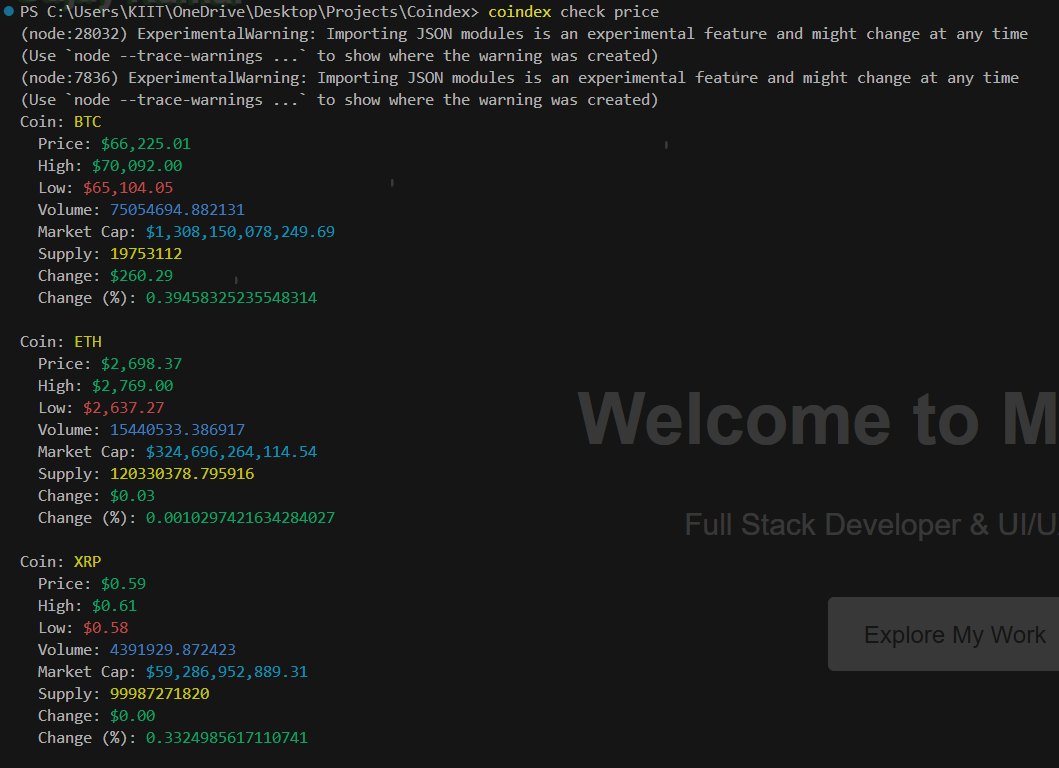 PS C:\Users\KIIT\OneDrive\Desktop\Projects\Coindex> coindex check price
(node:28032) ExperimentalWarning: Importing JSON modules is an experimental feature and might change at any time
(Use `node --trace-warnings ...` to show where the warning was created)
(node:7836) ExperimentalWarning: Importing JSON modules is an experimental feature and might change at any time
(Use `node --trace-warnings ...` to show where the warning was created)
Coin: BTC
Price: $66,225.01
High: $70,092.00
Low: $65,104.05
Volume: 75054694.882131
Market Cap: $1,308,150,078,249.69
Supply: 19753112
Change: $260.29
Change (%): 0.39458325235548314
Coin: ETH
Price: $2,698.37
High: $2,769.00
Low: $2,637.27
Volume: 15440533.386917
Market Cap: $324,696,264,114.54
Supply: 120330378.795916
Change: $0.03
Change (%): 0.0010297421634284027
Coin: XRP
Price: $0.59
High: $0.61
Low: $0.58
Volume: 4391929.872423
Market Cap: $59,286,952,889.31
Supply: 99987271820
Change: $0.00
Change (%): 0.3324985617110741
Welcome to M
Full Stack Developer & UI/U
Explore My Work